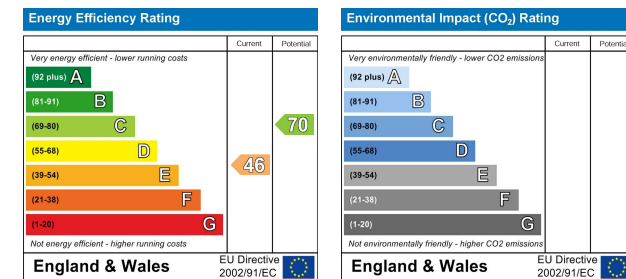 Energy Efficiency Rating
Current Potential
Very energy efficient - lower running costs
(92 plus) A
(81-91) B
(69-80) C
70
(55-68) D
46
(39-54) E
(21-38) F
(1-20) G
Not energy efficient - higher running costs
England & Wales
EU Directive
2002/91/EC
Environmental Impact (CO2) Rating
Current Potential
Very environmentally friendly - lower CO2 emissions
(92 plus) A
(81-91) B
(69-80) C
(55-68) D
(39-54) E
(21-38) F
(1-20) G
Not environmentally friendly - higher CO2 emissions
England & Wales
EU Directive
2002/91/EC